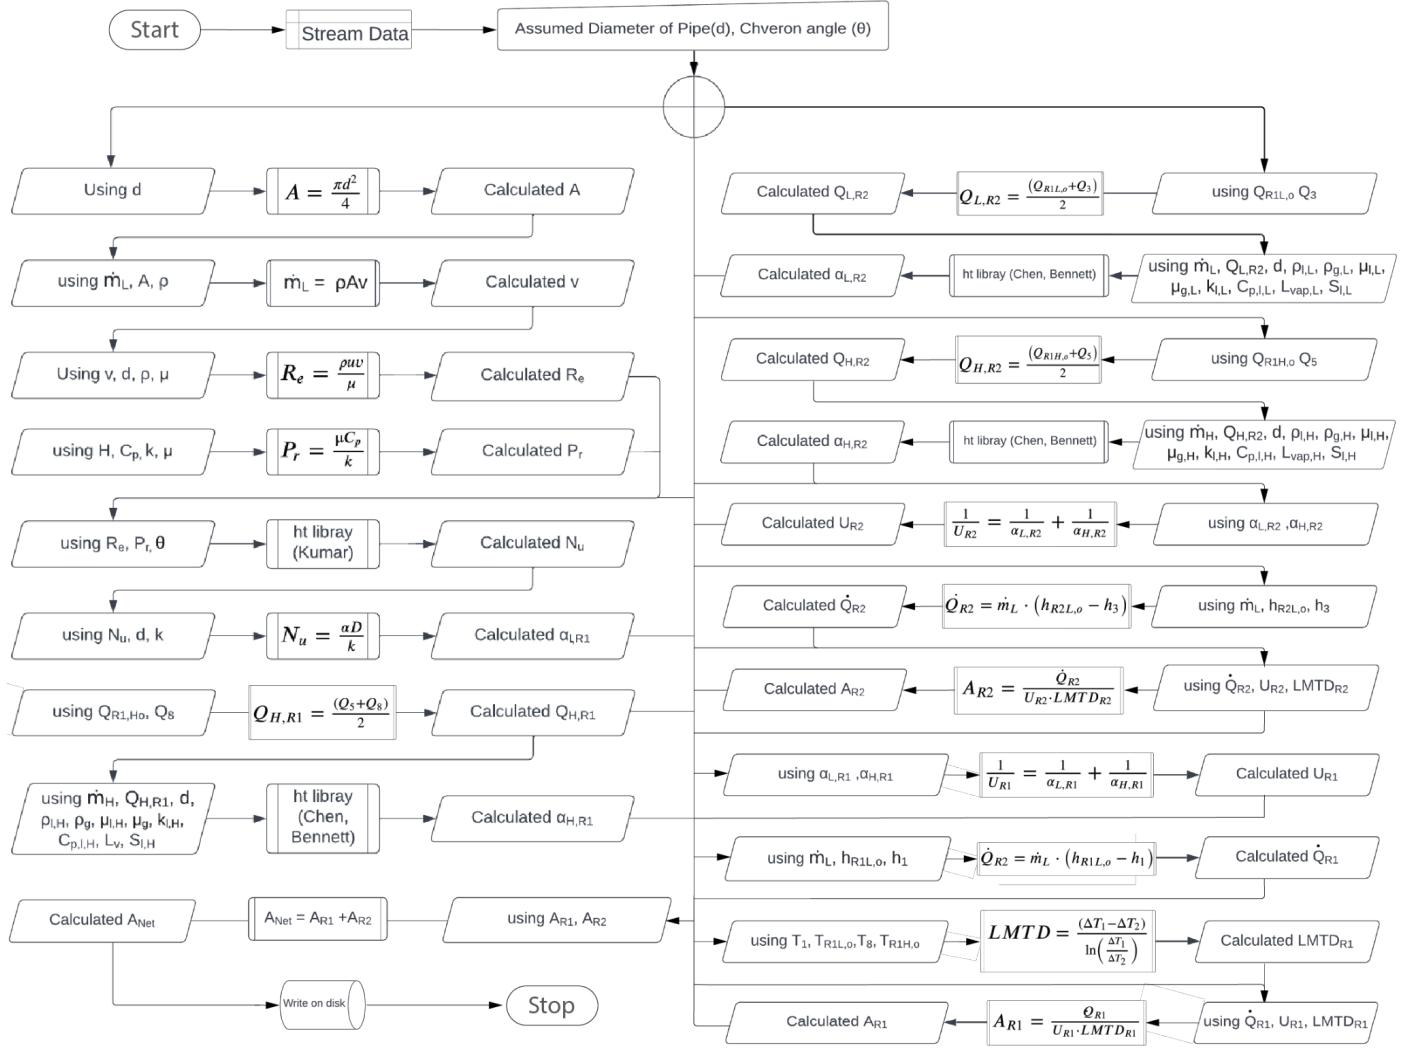 Start
Stream Data
Assumed Diameter of Pipe(d), Chveron angle (θ)
Using d
A = πd²/4
Calculated A
using ṁL, A, ρ
ṁL = ρAv
Calculated v
Using v, d, ρ, μ
Re = ρuv/μ
Calculated Re
using H, Cp, k, μ
Pr = μCp/k
Calculated Pr
using Re, Pr, θ
ht libray
(Kumar)
Calculated Nu
using Nu, d, k
Nu = αD/k
Calculated αl,R1
using QR1,Ho, Q8
QH,R1 = (Q5+Q8)/2
Calculated QH,R1
using ṁH, QH,R1, d,
ρl,H, ρg, μl,H, μg, kl,H,
Cp,l,H, Lv, Sl,H
ht libray
(Chen,
Bennett)
Calculated αH,R1
Calculated ANet
ANet = AR1 +AR2
using AR1, AR2
Write on disk
Stop
Calculated QL,R2
QL,R2 = (QR1L,o+Q3)/2
using QR1L,o Q3
Calculated αL,R2
ht libray (Chen, Bennett)
using ṁL, QL,R2, d, ρl,L, ρg,L, μl,L,
μg,L, kl,L, Cp,l,L, Lvap,L, Sl,L
Calculated QH,R2
QH,R2 = (QR1H,o+Q5)/2
using QR1H,o Q5
Calculated αH,R2
ht libray (Chen, Bennett)
using ṁH, QH,R2, d, ρl,H, ρg,H, μl,H,
μg,H, kl,H, Cp,l,H, Lvap,H, Sl,H
Calculated UR2
1/UR2 = 1/αL,R2 + 1/αH,R2
using αL,R2 ,αH,R2
Calculated Q̇R2
Q̇R2 = ṁL · (hR2L,o − h3)
using ṁL, hR2L,o, h3
Calculated AR2
AR2 = Q̇R2/UR2·LMTDR2
using Q̇R2, UR2, LMTDR2
using αL,R1 ,αH,R1
1/UR1 = 1/αL,R1 + 1/αH,R1
Calculated UR1
using ṁL, hR1L,o, h1
Q̇R2 = ṁL · (hR1L,o − h1)
Calculated Q̇R1
using T1, TR1L,o,T8, TR1H,o
LMTD = (ΔT1−ΔT2)/ln(ΔT1/ΔT2)
Calculated LMTDR1
Calculated AR1
AR1 = QR1/UR1·LMTDR1
using Q̇R1, UR1, LMTDR1